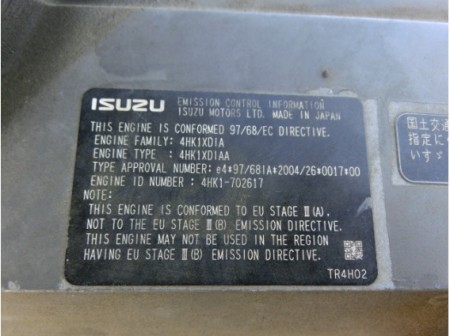 ISUZU EMISSION CONTROL INFORMATION
ISUZU MOTORS LTD. MADE IN JAPAN
THIS ENGINE IS CONFORMED 97/68/EC DIRECTIVE.
ENGINE FAMILY: 4HK1XDIA
ENGINE TYPE : 4HK1XDIAA
TYPE APPROVAL NUMBER: e4*97/68IA*2004/26*0017*00
ENGINE ID NUMBER : 4HK1-702617
NOTE:
THIS ENGINE IS CONFORMED TO EU STAGE Ⅲ(A),
NOT TO THE EU STAGE Ⅲ(B) EMISSION DIRECTIVE.
THIS ENGINE MAY NOT BE USED IN THE REGION
HAVING EU STAGE Ⅲ(B) EMISSION DIRECTIVE.
TR4H02
国土交
指定に
います